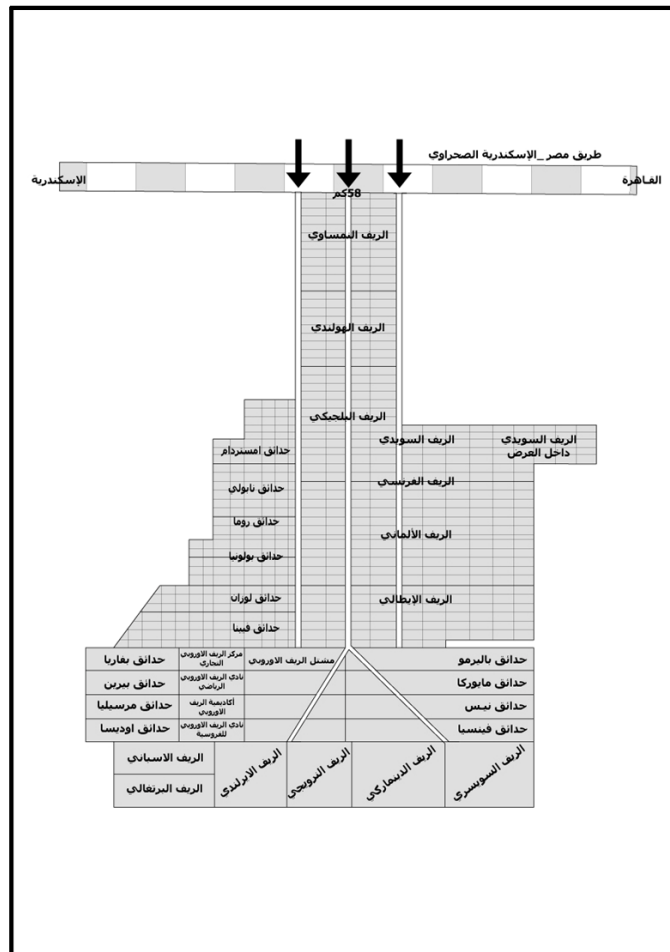 طريق مصر _الإسكندرية الصحراوي
القاهرة
الإسكندرية
58كم
الريف النمساوي
الريف الهولندي
الريف البلجيكي
الريف السويدي
الريف السويدي
داخل العرض
حدائق امستردام
الريف الفرنسي
حدائق نابولي
حدائق روما
الريف الألماني
حدائق بولونيا
الريف الإيطالي
حدائق لوزان
حدائق فيينا
حدائق باليرمو
مشتل الريف الاوروبي
مركز الريف الاوروبي
التجاري
حدائق بفاريا
حدائق مايوركا
نادي الريف الاوروبي
الرياضي
حدائق بيرين
حدائق نيس
أكاديمية الريف
الاوروبي
حدائق مرسيليا
حدائق فينسيا
نادي الريف الاوروبي
للفروسية
حدائق اوديسا
الريف السويسري
الريف الدينماركي
الريف النرويجي
الريف الايرلندي
الريف الاسباني
الريف البرتغالي